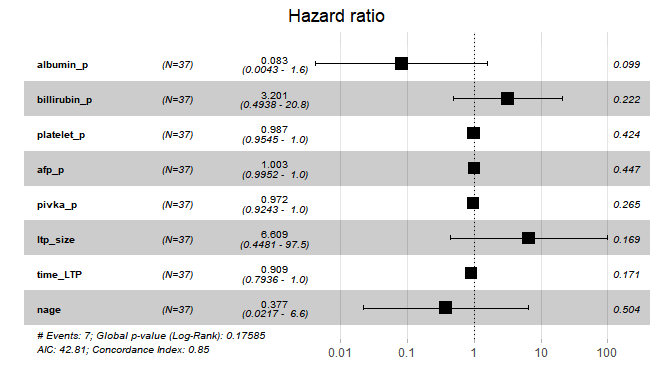 Hazard ratio
albumin_p (N=37) 0.083 0.099
(0.0043 - 1.6)
billirubin_p (N=37) 3.201 0.222
(0.4938 - 20.8)
platelet_p (N=37) 0.987 0.424
(0.9545 - 1.0)
afp_p (N=37) 1.003 0.447
(0.9952 - 1.0)
pivka_p (N=37) 0.972 0.265
(0.9243 - 1.0)
ltp_size (N=37) 6.609 0.169
(0.4481 - 97.5)
time_LTP (N=37) 0.909 0.171
(0.7936 - 1.0)
nage (N=37) 0.377 0.504
(0.0217 - 6.6)
# Events: 7; Global p-value (Log-Rank): 0.17585
AIC: 42.81; Concordance Index: 0.85
0.01 0.1 1 10 100